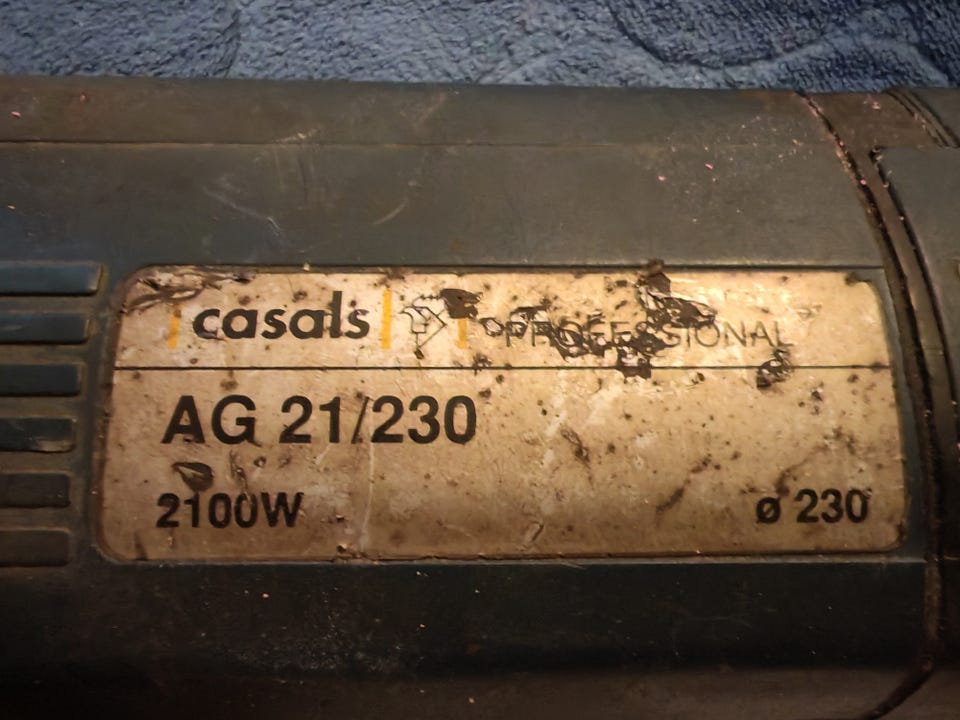 casals PROFESSIONAL
AG 21/230
2100W ø 230